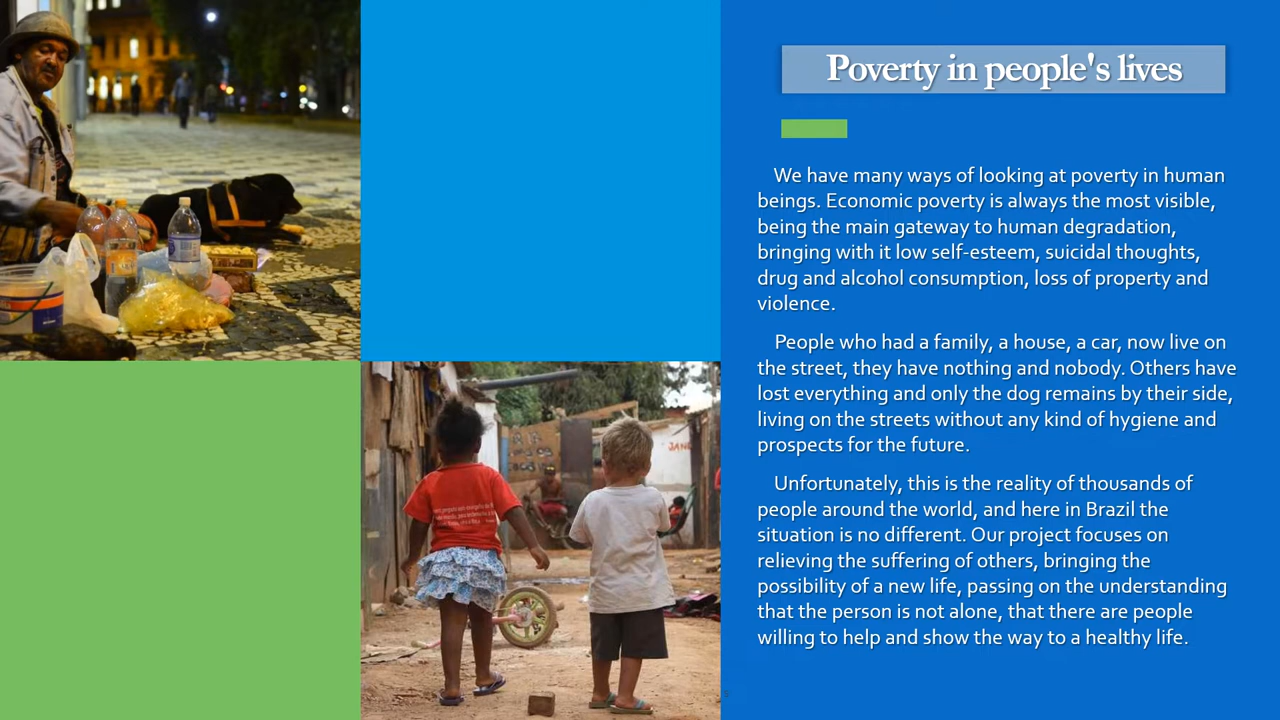 Poverty in people's lives
We have many ways of looking at poverty in human
beings. Economic poverty is always the most visible,
being the main gateway to human degradation,
bringing with it low self-esteem, suicidal thoughts,
drug and alcohol consumption, loss of property and
violence.
People who had a family, a house, a car, now live on
the street, they have nothing and nobody. Others have
lost everything and only the dog remains by their side,
living on the streets without any kind of hygiene and
prospects for the future.
Unfortunately, this is the reality of thousands of
people around the world, and here in Brazil the
situation is no different. Our project focuses on
relieving the suffering of others, bringing the
possibility of a new life, passing on the understanding
that the person is not alone, that there are people
willing to help and show the way to a healthy life.
JANE